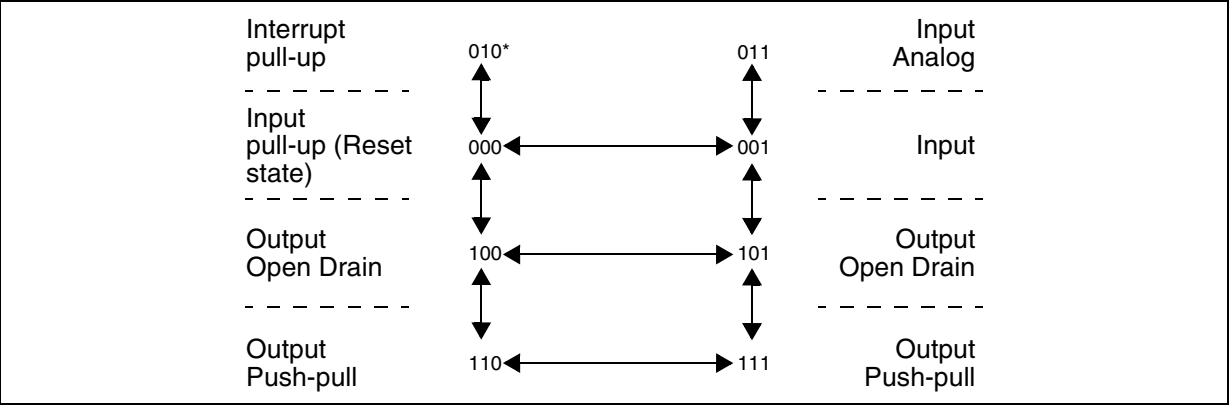 Interrupt
pull-up
010*
011
Input
Analog
Input
pull-up (Reset
state)
000
001
Input
Output
Open Drain
100
101
Output
Open Drain
Output
Push-pull
110
111
Output
Push-pull